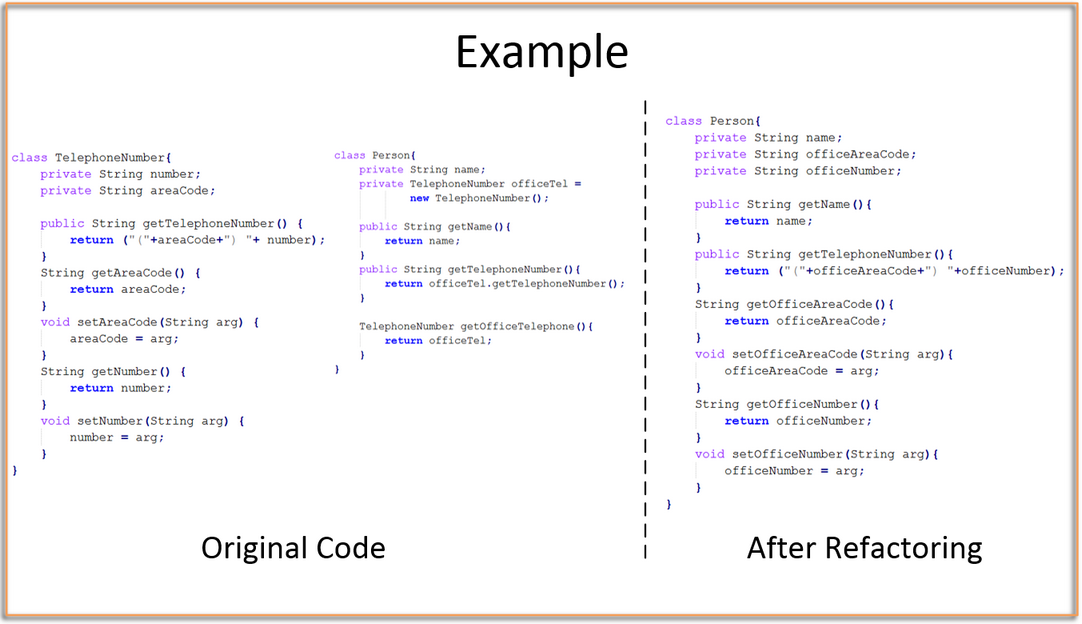 Example
class TelephoneNumber{
private String number;
private String areaCode;
public String getTelephoneNumber() {
return ("("+areaCode+") "+ number);
}
String getAreaCode() {
return areaCode;
}
void setAreaCode(String arg) {
areaCode = arg;
}
String getNumber() {
return number;
}
void setNumber(String arg) {
number = arg;
}
}
class Person{
private String name;
private TelephoneNumber officeTel =
new TelephoneNumber();
public String getName(){
return name;
}
public String getTelephoneNumber(){
return officeTel.getTelephoneNumber();
}
TelephoneNumber getOfficeTelephone(){
return officeTel;
}
}
Original Code
class Person{
private String name;
private String officeAreaCode;
private String officeNumber;
public String getName(){
return name;
}
public String getTelephoneNumber(){
return ("("+officeAreaCode+") "+officeNumber);
}
String getOfficeAreaCode(){
return officeAreaCode;
}
void setOfficeAreaCode(String arg){
officeAreaCode = arg;
}
String getOfficeNumber(){
return officeNumber;
}
void setOfficeNumber(String arg){
officeNumber = arg;
}
}
After Refactoring